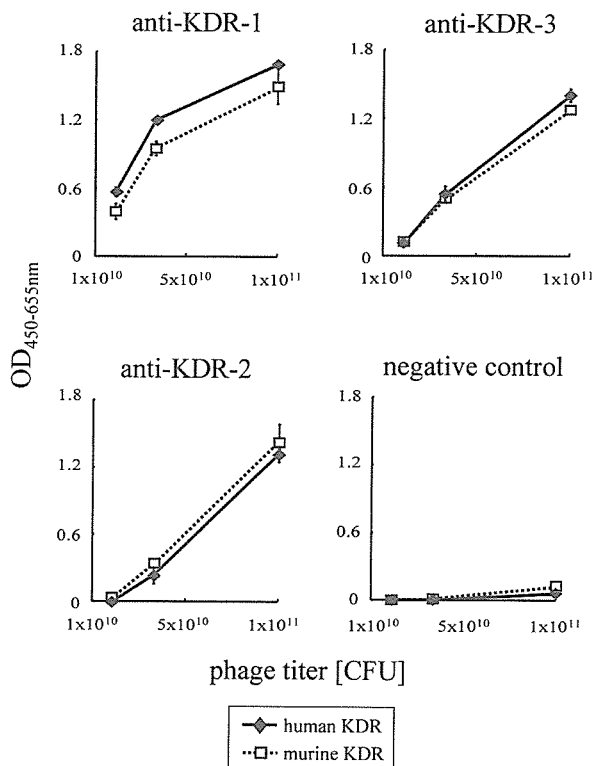 anti-KDR-1
anti-KDR-3
1.8
1.2
0.6
0
1x10¹⁰
5x10¹⁰
1x10¹¹
1.8
1.2
0.6
0
1x10¹⁰
5x10¹⁰
1x10¹¹
OD450-655nm
anti-KDR-2
negative control
1.8
1.2
0.6
0
1x10¹⁰
5x10¹⁰
1x10¹¹
1.8
1.2
0.6
0
1x10¹⁰
5x10¹⁰
1x10¹¹
phage titer [CFU]
human KDR
murine KDR